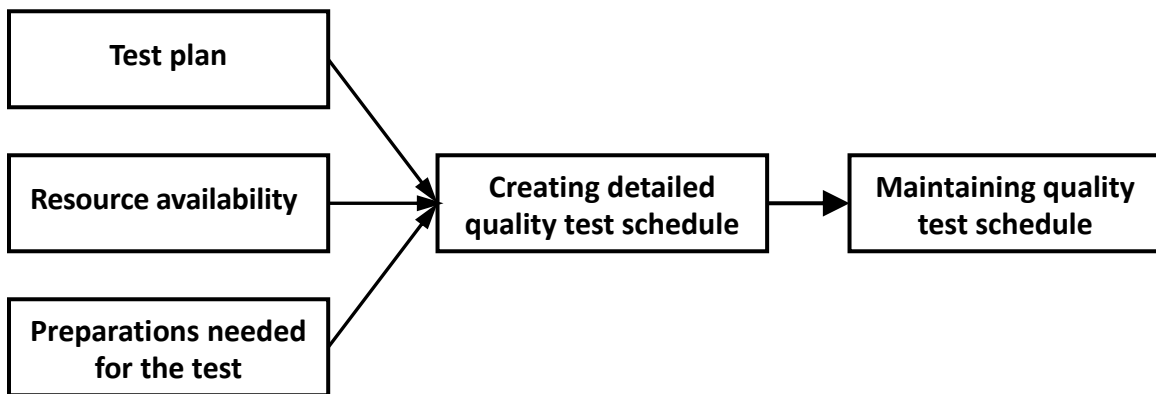 Test plan
Resource availability
Preparations needed
for the test
Creating detailed
quality test schedule
Maintaining quality
test schedule